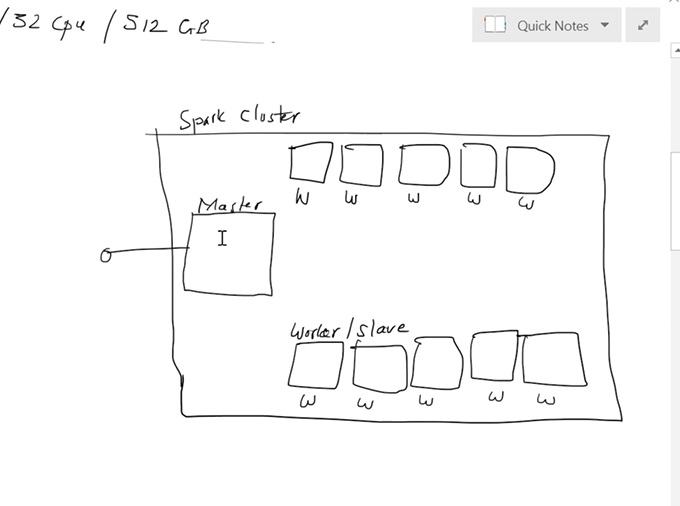 /32 Cpu / 512 GB
Quick Notes
Spark Cluster
W W W W W
Master
Worker/slave
W W W W W